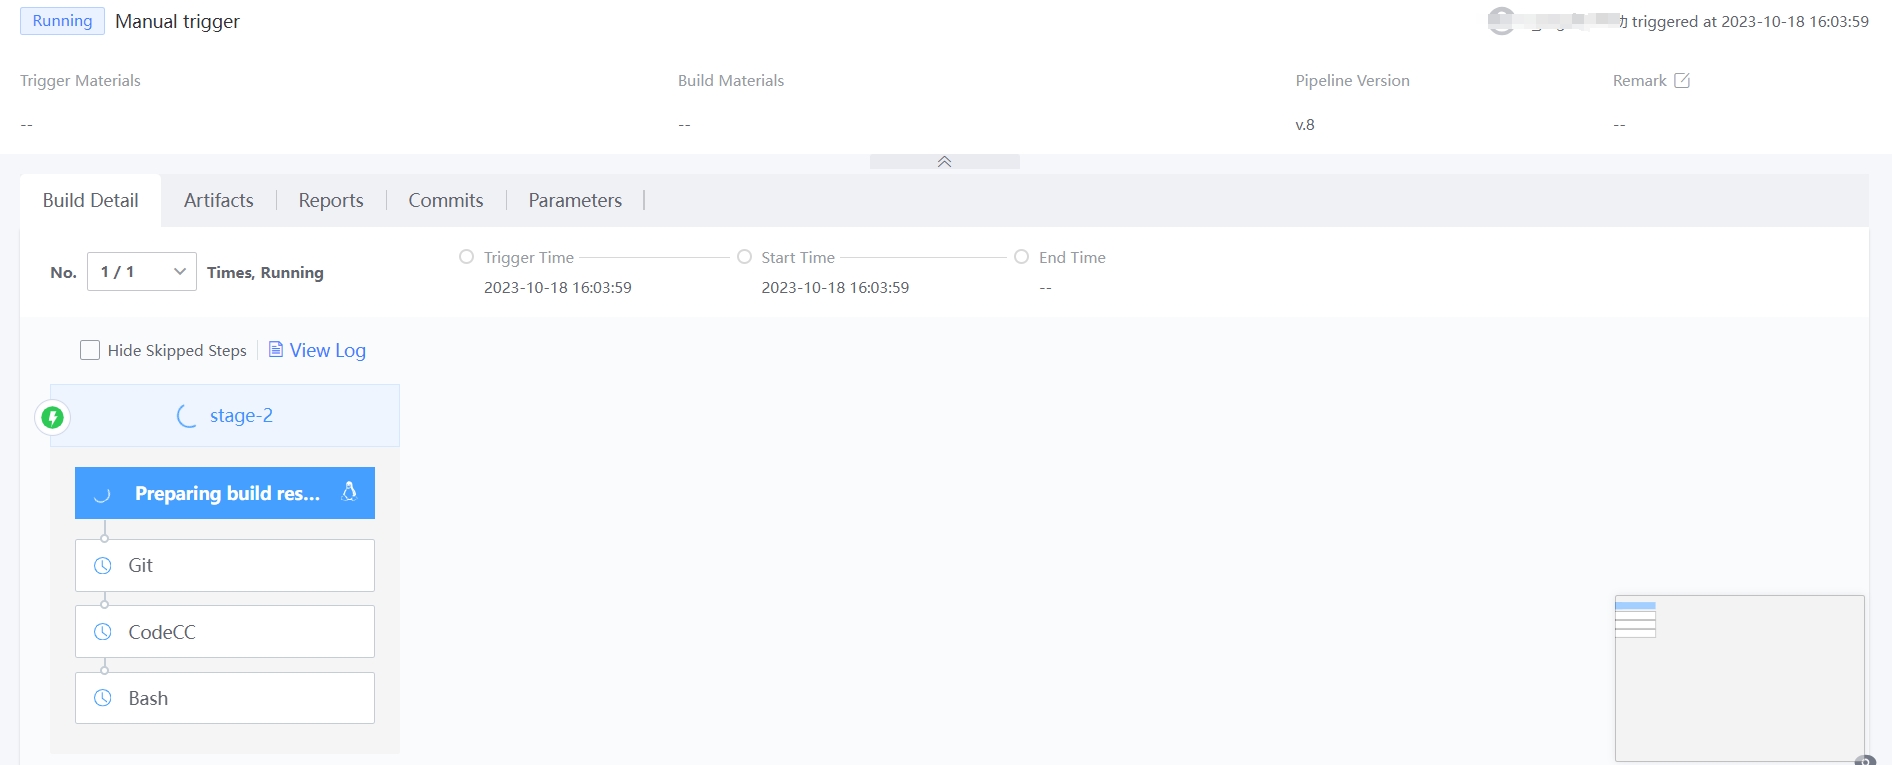 Running Manual trigger
triggered at 2023-10-18 16:03:59
Trigger Materials Build Materials Pipeline Version Remark
-- -- v.8 --
Build Detail Artifacts Reports Commits Parameters
No. 1 / 1 Times, Running
Trigger Time Start Time End Time
2023-10-18 16:03:59 2023-10-18 16:03:59 --
Hide Skipped Steps View Log
stage-2
Preparing build res...
Git
CodeCC
Bash